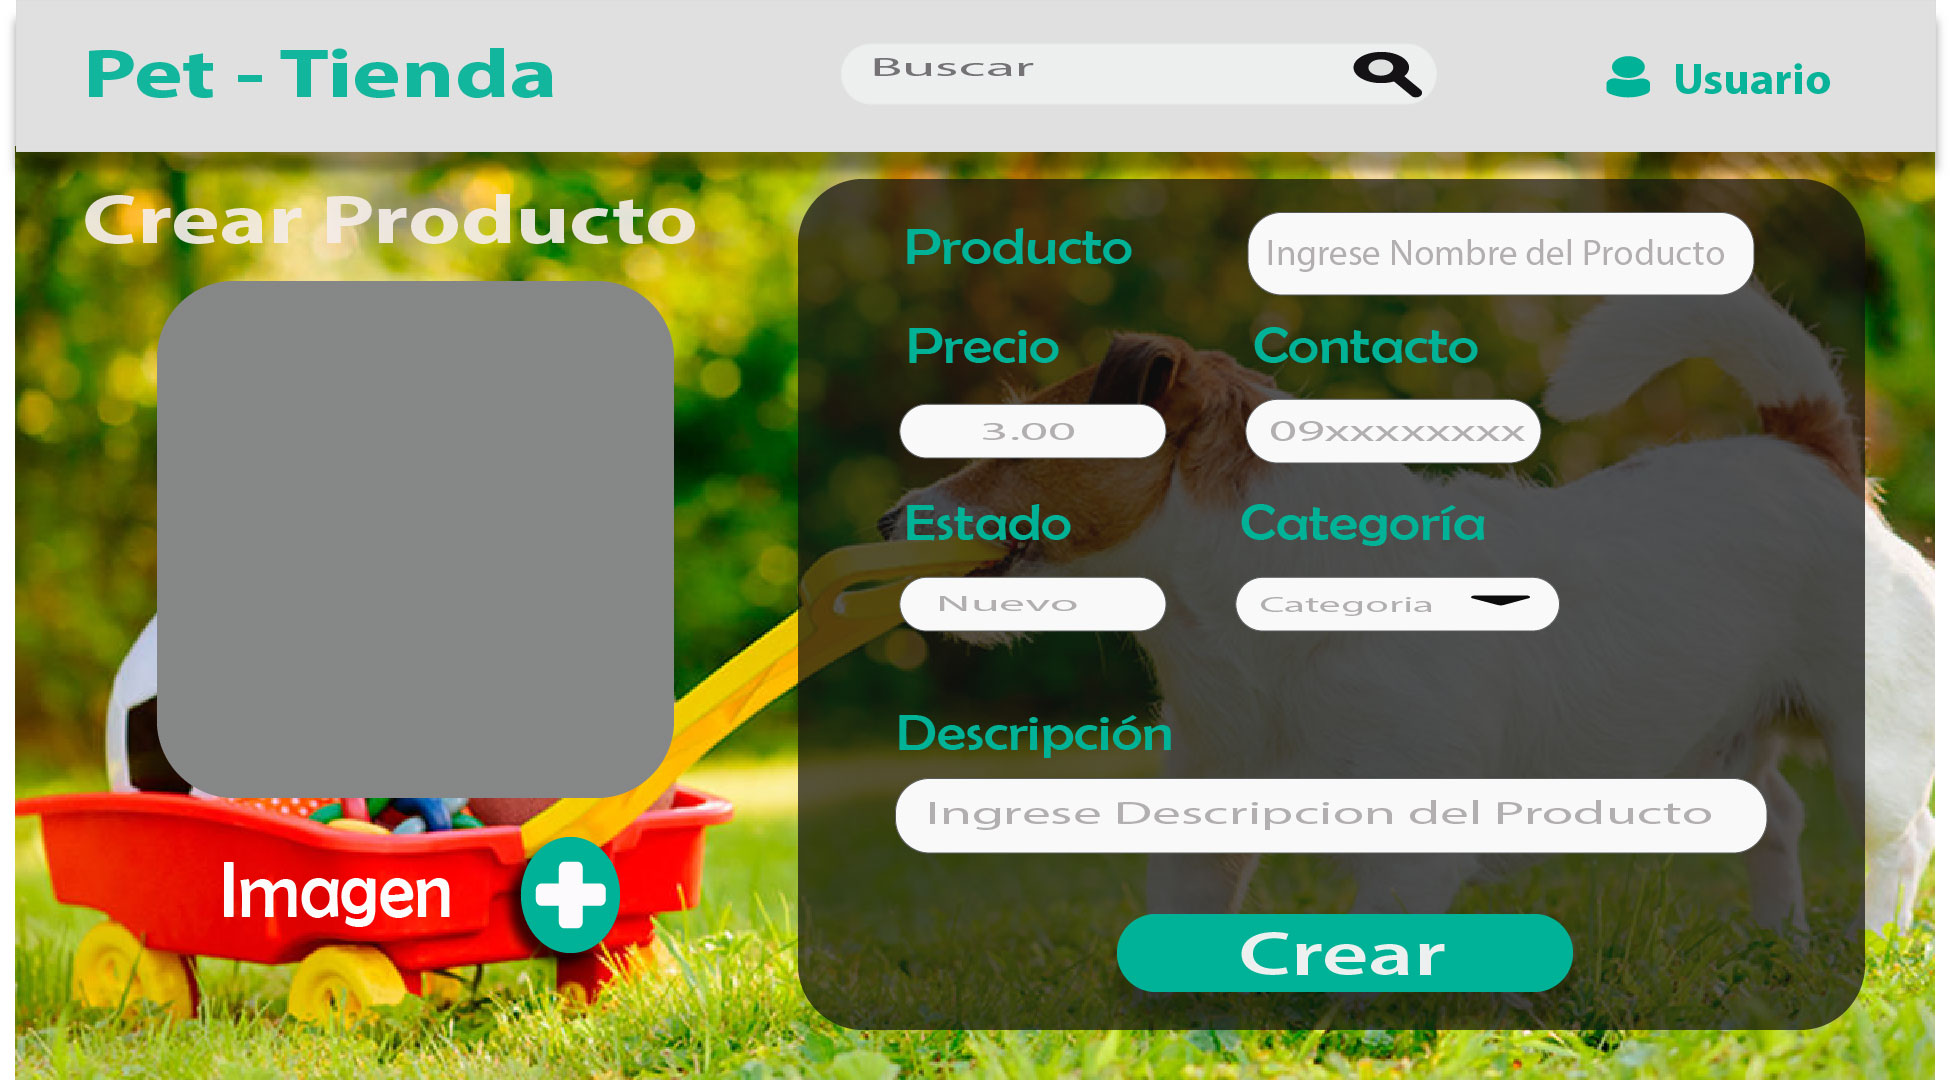 Pet - Tienda
Buscar
Usuario
Crear Producto
Producto
Ingrese Nombre del Producto
Precio
Contacto
3.00
09xxxxxxxx
Estado
Categoría
Nuevo
Categoria
Descripción
Ingrese Descripcion del Producto
Imagen
Crear